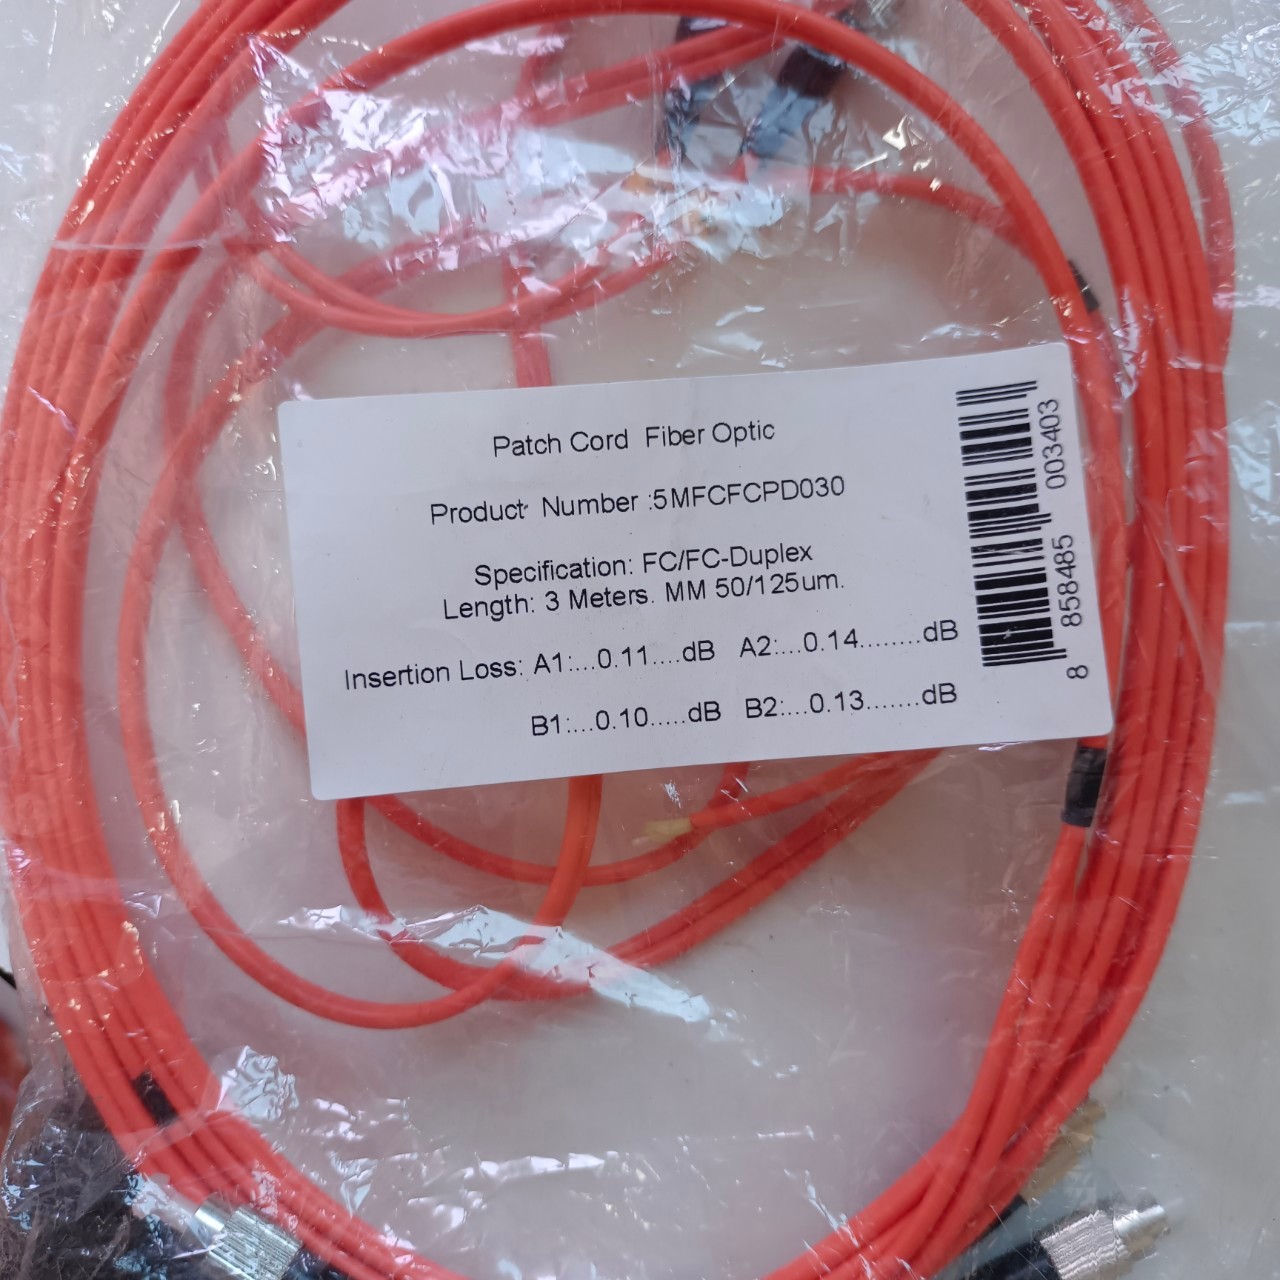 Patch Cord Fiber Optic
Product Number :5MFCFCPD030
Specification: FC/FC-Duplex
Length: 3 Meters. MM 50/125um.
Insertion Loss: A1:...0.11....dB A2:...0.14........dB
B1:....0.10.....dB B2:....0.13.......dB
8 858485 003403